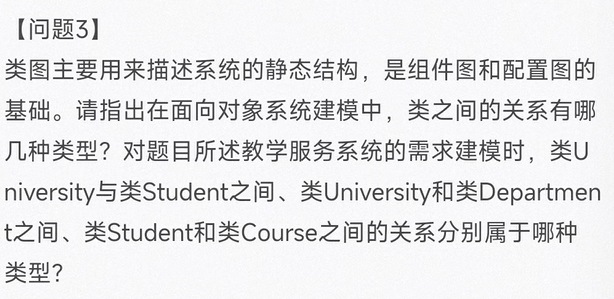 【问题3】
类图主要用来描述系统的静态结构，是组件图和配置图的
基础。请指出在面向对象系统建模中，类之间的关系有哪
几种类型？对题目所述教学服务系统的需求建模时，类U
niversity与类Student之间、类University和类Departmen
t之间、类Student和类Course之间的关系分别属于哪种
类型？